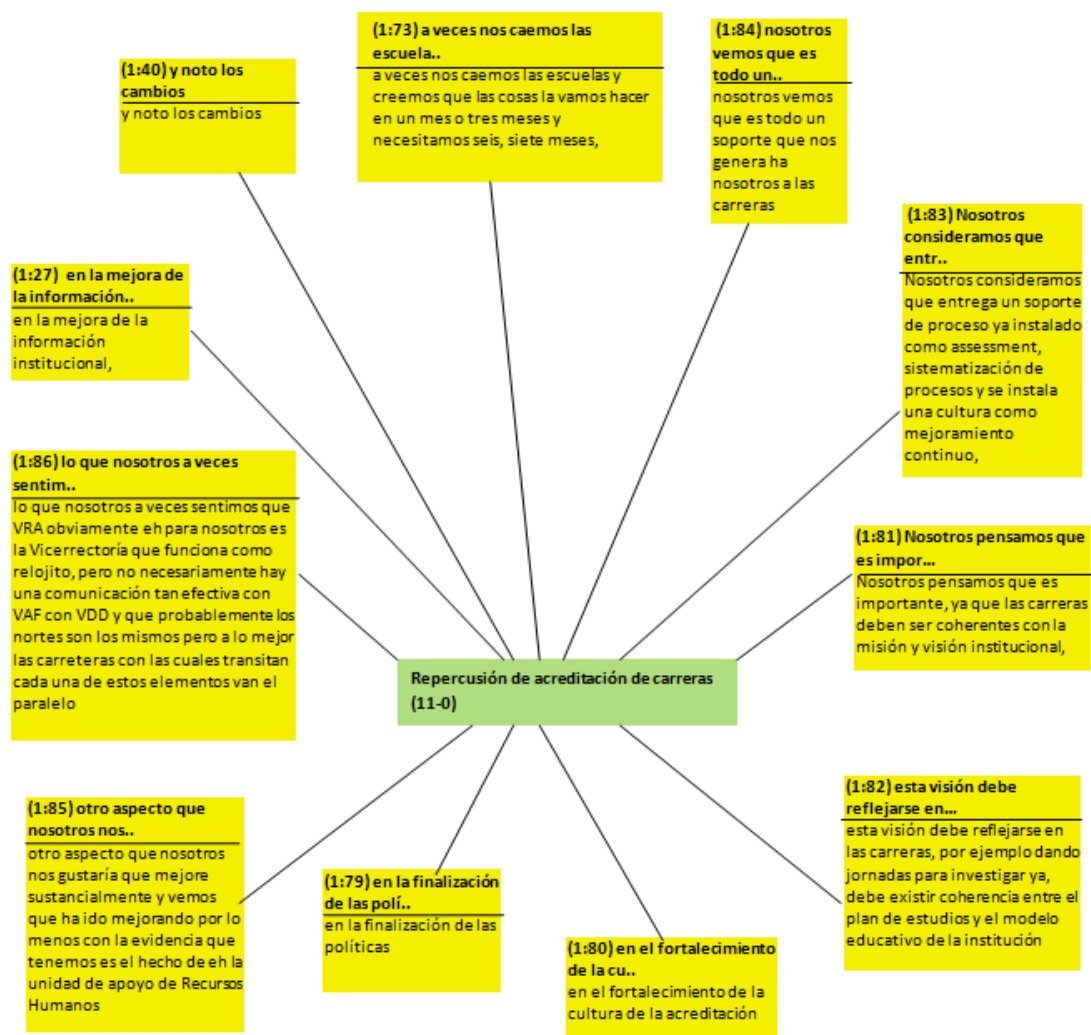 (1:40) y noto los
cambios
y noto los cambios
(1:73) a veces nos caemos las
escuela..
a veces nos caemos las escuelas y
creemos que las cosas la vamos hacer
en un mes o tres meses y
necesitamos seis, siete meses,
(1:84) nosotros
vemos que es
todo un..
nosotros vemos
que es todo un
soporte que nos
genera ha
nosotros a las
carreras
(1:83) Nosotros
consideramos que
entr..
Nosotros consideramos
que entrega un soporte
de proceso ya instalado
como assessment,
sistematización de
procesos y se instala
una cultura como
mejoramiento
continuo,
(1:27) en la mejora de
la información..
en la mejora de la
información
institucional,
(1:86) lo que nosotros a veces
sentim..
lo que nosotros a veces sentimos que
VRA obviamente eh para nosotros es
la Vicerrectoría que funciona como
relojito, pero no necesariamente hay
una comunicación tan efectiva con
VAF con VDD y que probablemente los
nortes son los mismos pero a lo mejor
las carreteras con las cuales transitan
cada una de estos elementos van el
paralelo
(1:81) Nosotros pensamos que
es impor...
Nosotros pensamos que es
importante, ya que las carreras
deben ser coherentes con la
misión y visión institucional,
Repercusión de acreditación de carreras
(11-0)
(1:85) otro aspecto que
nosotros nos..
otro aspecto que nosotros
nos gustaría que mejore
sustancialmente y vemos
que ha ido mejorando por lo
menos con la evidencia que
tenemos es el hecho de eh la
unidad de apoyo de Recursos
Humanos
(1:79) en la finalización
de las polí..
en la finalización de las
políticas
(1:80) en el fortalecimiento
de la cu..
en el fortalecimiento de la
cultura de la acreditación
(1:82) esta visión debe
reflejarse en...
esta visión debe reflejarse en
las carreras, por ejemplo dando
jornadas para investigar ya,
debe existir coherencia entre el
plan de estudios y el modelo
educativo de la institución